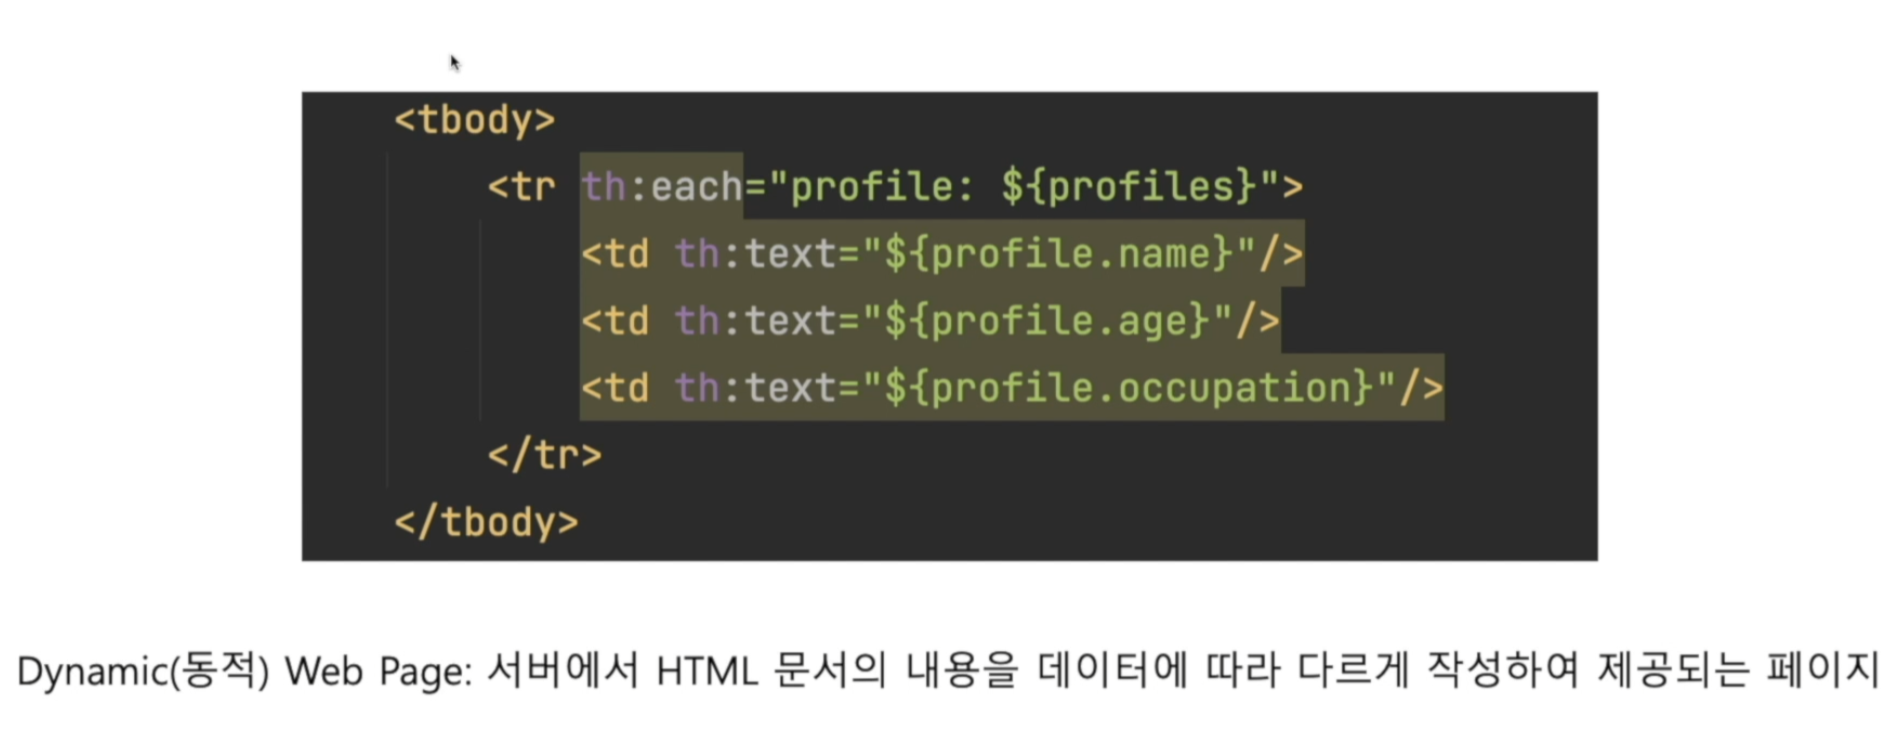 <tbody>
<tr th:each="profile: ${profiles}">
<td th:text="${profile.name}"/>
<td th:text="${profile.age}"/>
<td th:text="${profile.occupation}"/>
</tr>
</tbody>
Dynamic(동적) Web Page: 서버에서 HTML 문서의 내용을 데이터에 따라 다르게 작성하여 제공되는 페이지